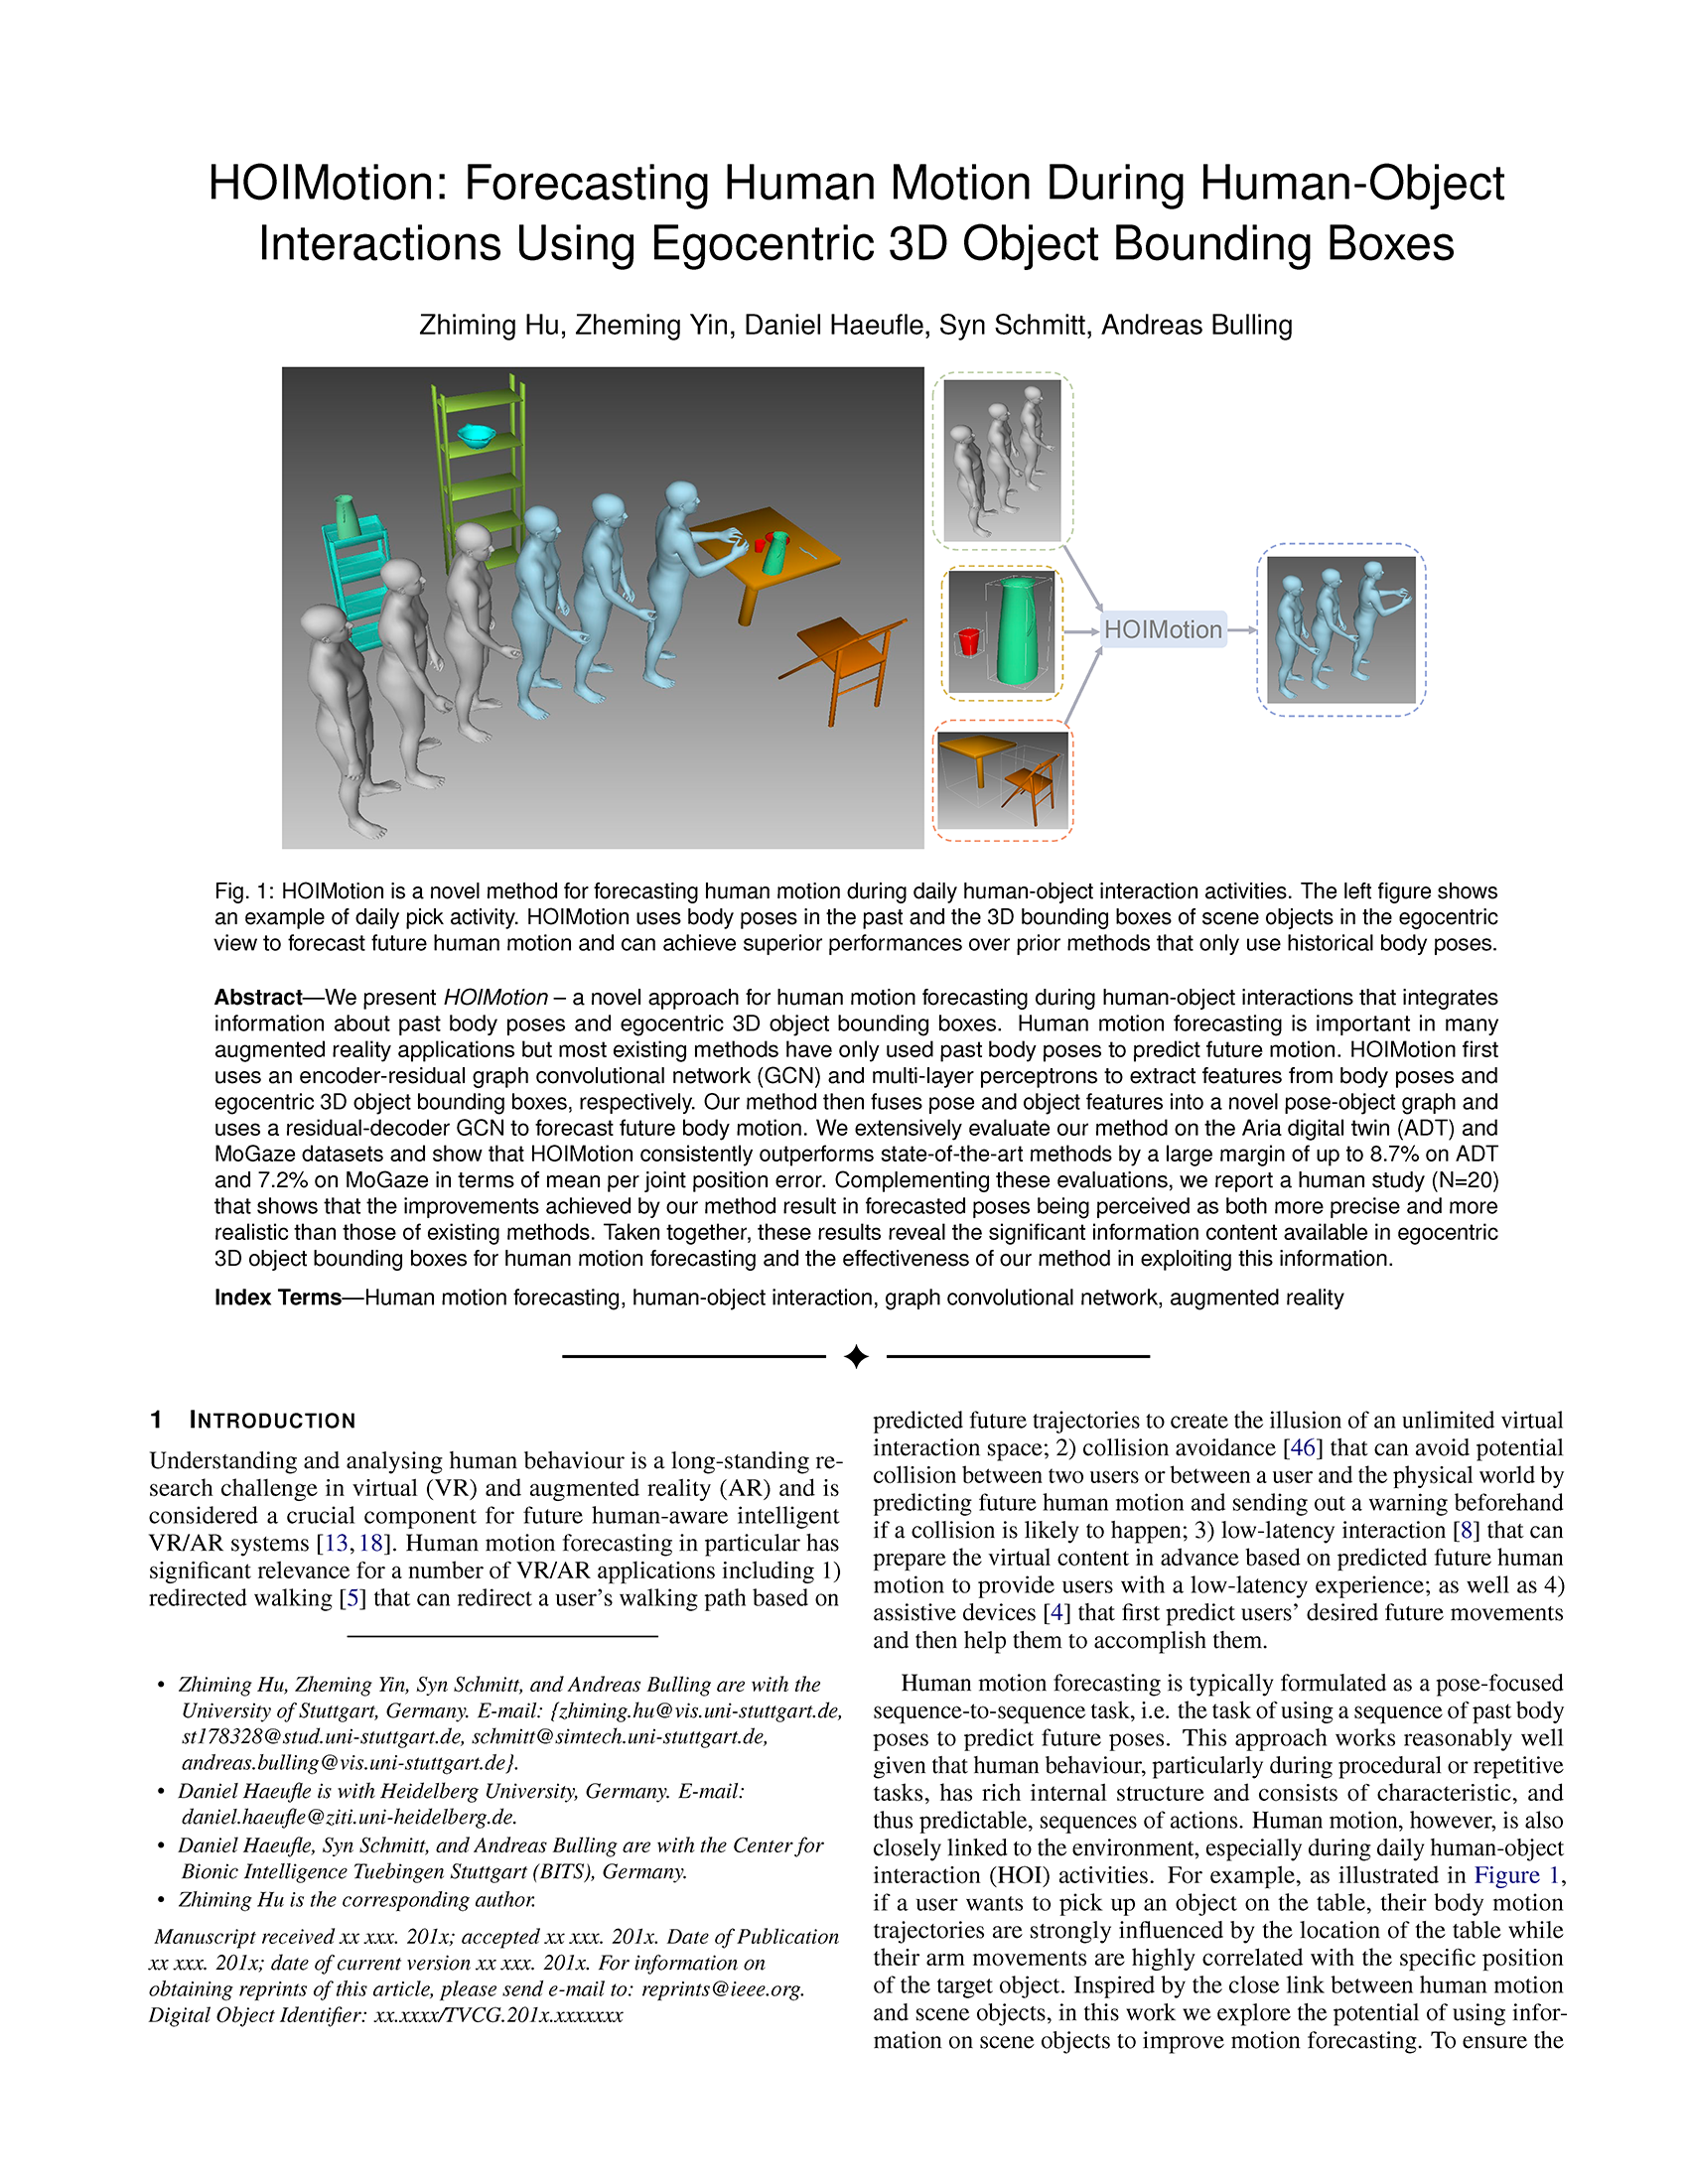 HOIMotion: Forecasting Human Motion During Human-Object
Interactions Using Egocentric 3D Object Bounding Boxes
Zhiming Hu, Zheming Yin, Daniel Haeufle, Syn Schmitt, Andreas Bulling
HOIMotion
Fig. 1: HOIMotion is a novel method for forecasting human motion during daily human-object interaction activities. The left figure shows
an example of daily pick activity. HOIMotion uses body poses in the past and the 3D bounding boxes of scene objects in the egocentric
view to forecast future human motion and can achieve superior performances over prior methods that only use historical body poses.
Abstract—We present HOIMotion – a novel approach for human motion forecasting during human-object interactions that integrates
information about past body poses and egocentric 3D object bounding boxes. Human motion forecasting is important in many
augmented reality applications but most existing methods have only used past body poses to predict future motion. HOIMotion first
uses an encoder-residual graph convolutional network (GCN) and multi-layer perceptrons to extract features from body poses and
egocentric 3D object bounding boxes, respectively. Our method then fuses pose and object features into a novel pose-object graph and
uses a residual-decoder GCN to forecast future body motion. We extensively evaluate our method on the Aria digital twin (ADT) and
MoGaze datasets and show that HOIMotion consistently outperforms state-of-the-art methods by a large margin of up to 8.7% on ADT
and 7.2% on MoGaze in terms of mean per joint position error. Complementing these evaluations, we report a human study (N=20)
that shows that the improvements achieved by our method result in forecasted poses being perceived as both more precise and more
realistic than those of existing methods. Taken together, these results reveal the significant information content available in egocentric
3D object bounding boxes for human motion forecasting and the effectiveness of our method in exploiting this information.
Index Terms—Human motion forecasting, human-object interaction, graph convolutional network, augmented reality
1 INTRODUCTION
Understanding and analysing human behaviour is a long-standing re-
search challenge in virtual (VR) and augmented reality (AR) and is
considered a crucial component for future human-aware intelligent
VR/AR systems [13,18]. Human motion forecasting in particular has
significant relevance for a number of VR/AR applications including 1)
redirected walking [5] that can redirect a user's walking path based on
• Zhiming Hu, Zheming Yin, Syn Schmitt, and Andreas Bulling are with the
University of Stuttgart, Germany. E-mail: {zhiming.hu@vis.uni-stuttgart.de,
st178328@stud.uni-stuttgart.de, schmitt@simtech.uni-stuttgart.de,
andreas.bulling@vis.uni-stuttgart.de}.
• Daniel Haeufle is with Heidelberg University, Germany. E-mail:
daniel.haeufle@ziti.uni-heidelberg.de.
• Daniel Haeufle, Syn Schmitt, and Andreas Bulling are with the Center for
Bionic Intelligence Tuebingen Stuttgart (BITS), Germany.
• Zhiming Hu is the corresponding author.
Manuscript received xx xxx. 201x; accepted xx xxx. 201x. Date of Publication
xx xxx. 201x; date of current version xx xxx. 201x. For information on
obtaining reprints of this article, please send e-mail to: reprints@ieee.org.
Digital Object Identifier: xx.xxxx/TVCG.201x.xxxxxxx
predicted future trajectories to create the illusion of an unlimited virtual
interaction space; 2) collision avoidance [46] that can avoid potential
collision between two users or between a user and the physical world by
predicting future human motion and sending out a warning beforehand
if a collision is likely to happen; 3) low-latency interaction [8] that can
prepare the virtual content in advance based on predicted future human
motion to provide users with a low-latency experience; as well as 4)
assistive devices [4] that first predict users' desired future movements
and then help them to accomplish them.
Human motion forecasting is typically formulated as a pose-focused
sequence-to-sequence task, i.e. the task of using a sequence of past body
poses to predict future poses. This approach works reasonably well
given that human behaviour, particularly during procedural or repetitive
tasks, has rich internal structure and consists of characteristic, and
thus predictable, sequences of actions. Human motion, however, is also
closely linked to the environment, especially during daily human-object
interaction (HOI) activities. For example, as illustrated in Figure 1,
if a user wants to pick up an object on the table, their body motion
trajectories are strongly influenced by the location of the table while
their arm movements are highly correlated with the specific position
of the target object. Inspired by the close link between human motion
and scene objects, in this work we explore the potential of using infor-
mation on scene objects to improve motion forecasting. To ensure the